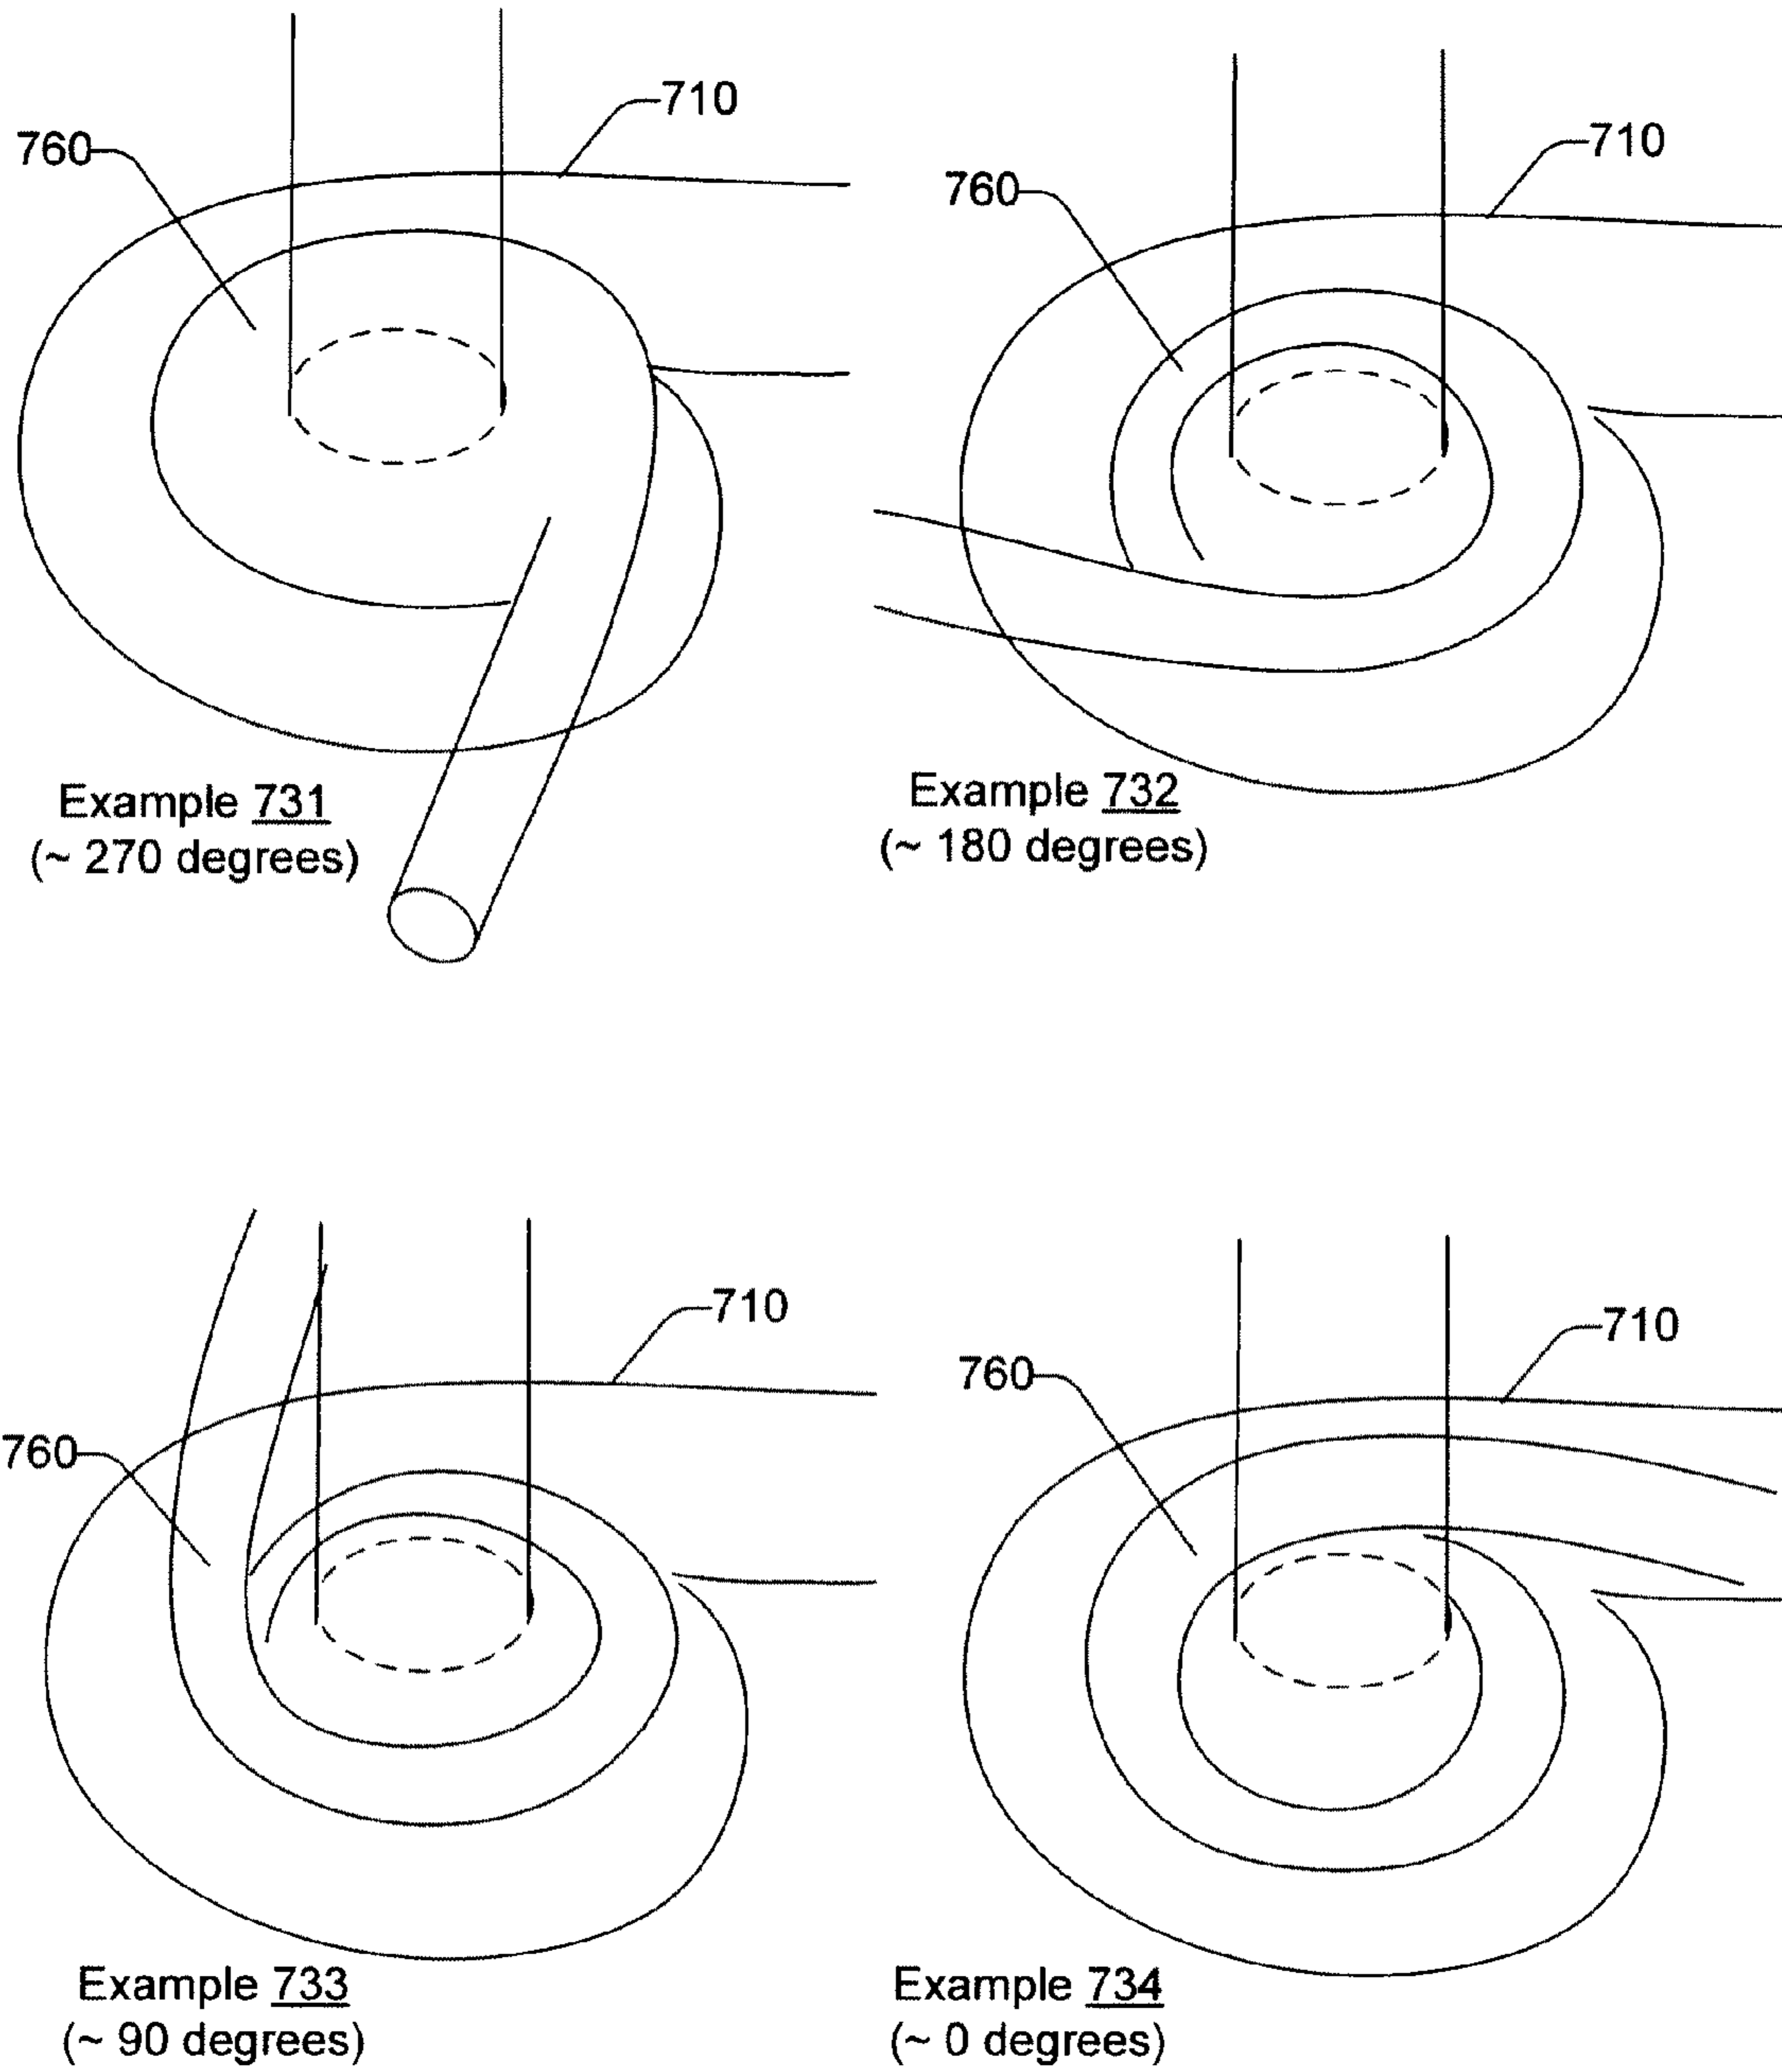 710
760
Example 731
(~ 270 degrees)
710
760
Example 732
(~ 180 degrees)
710
760
Example 733
(~ 90 degrees)
710
760
Example 734
(~ 0 degrees)